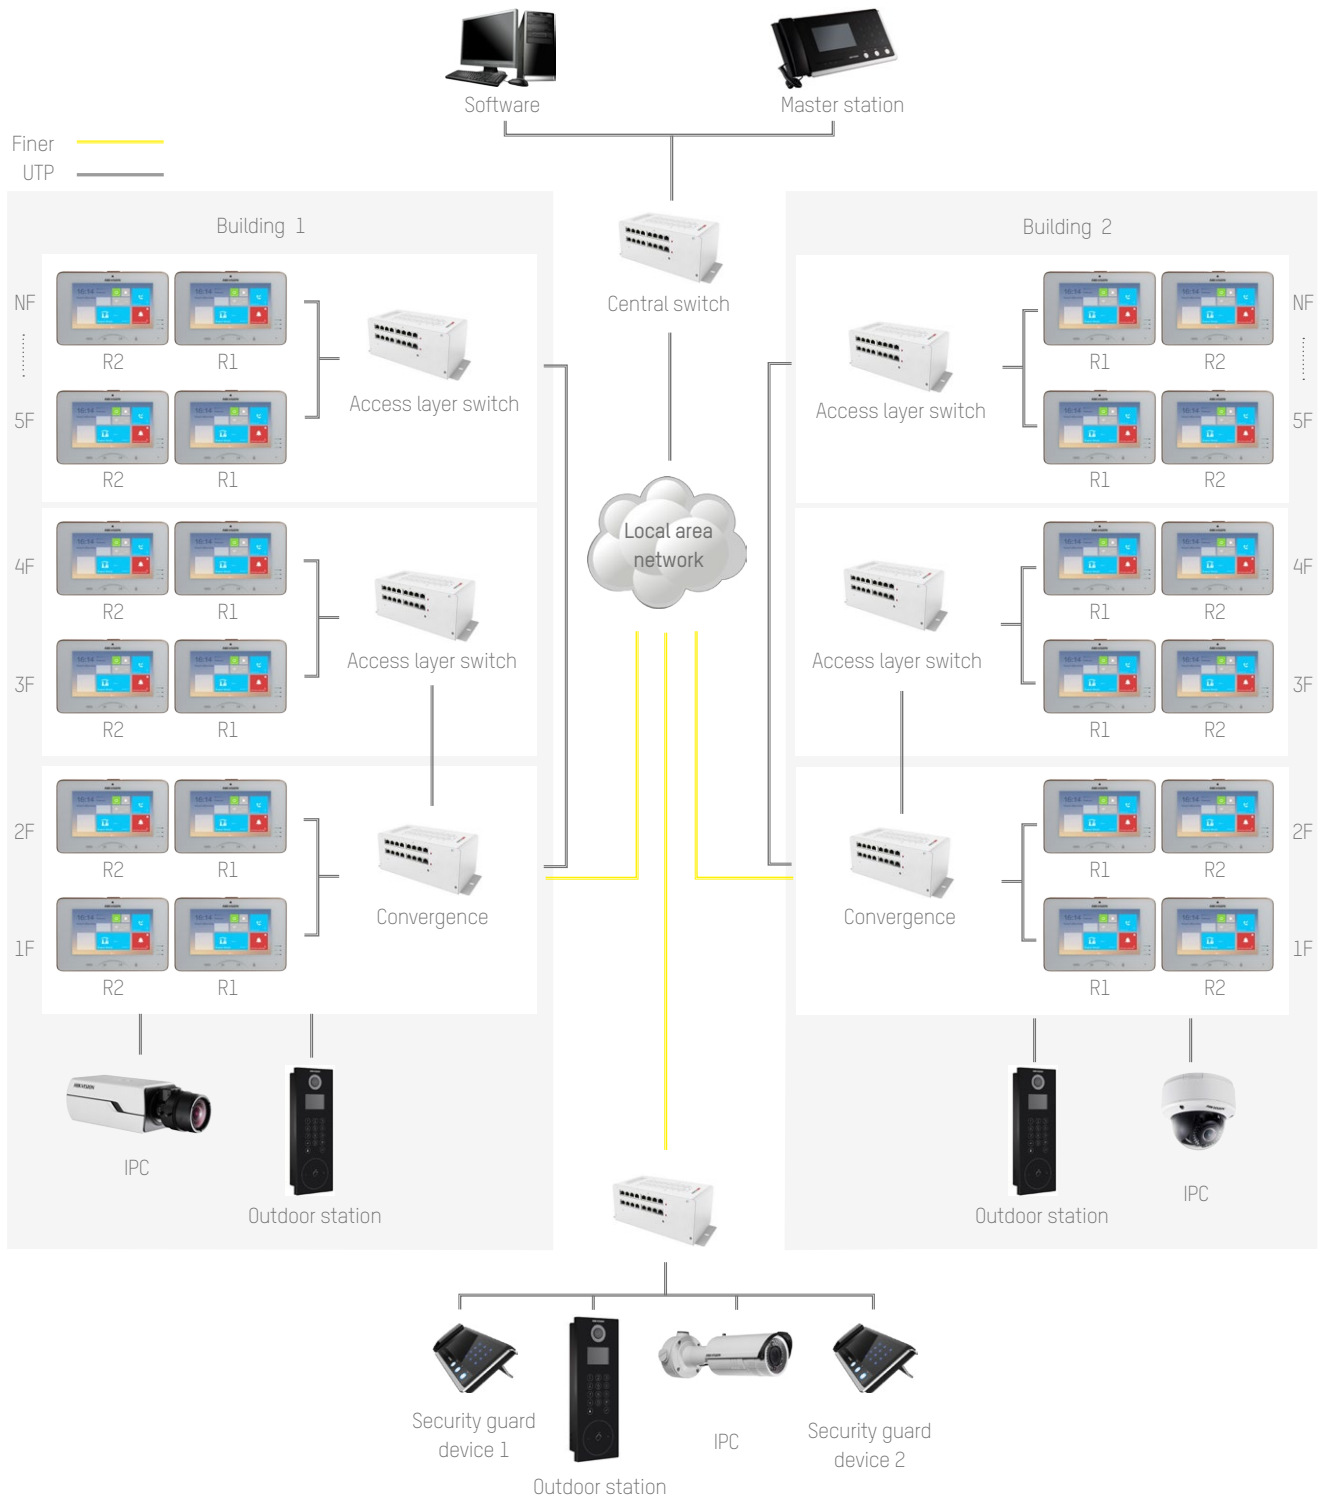 Software
Master station
Finer
UTP
Building 1
Building 2
Central switch
NF
R2
R1
Access layer switch
5F
R2
R1
NF
R1
R2
Access layer switch
5F
R1
R2
Local area
network
4F
R2
R1
Access layer switch
3F
R2
R1
4F
R1
R2
Access layer switch
3F
R1
R2
2F
R2
R1
Convergence
1F
R2
R1
2F
R1
R2
Convergence
1F
R1
R2
HIKVISION
IPC
Outdoor station
Outdoor station
IPC
Security guard
device 1
Outdoor station
IPC
Security guard
device 2